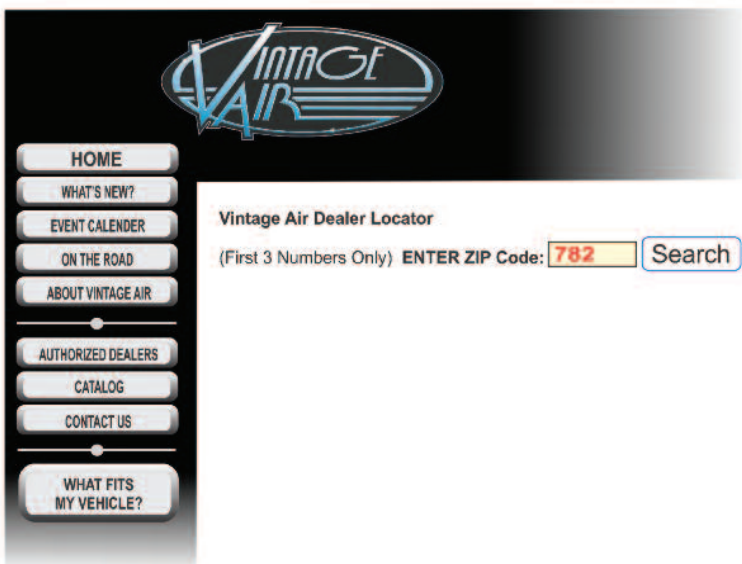 VINTAGE
AIR
HOME
WHAT'S NEW?
EVENT CALENDER
ON THE ROAD
ABOUT VINTAGE AIR
AUTHORIZED DEALERS
CATALOG
CONTACT US
WHAT FITS
MY VEHICLE?
Vintage Air Dealer Locator
(First 3 Numbers Only) ENTER ZIP Code: 782 Search